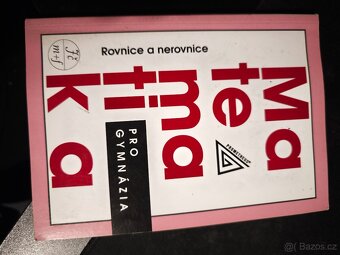 Rovnice a nerovnice
Ma
te
ma
ti
ka
PRO
GYMNÁZIA
PROMETHEUS
m+f
Bazos.cz